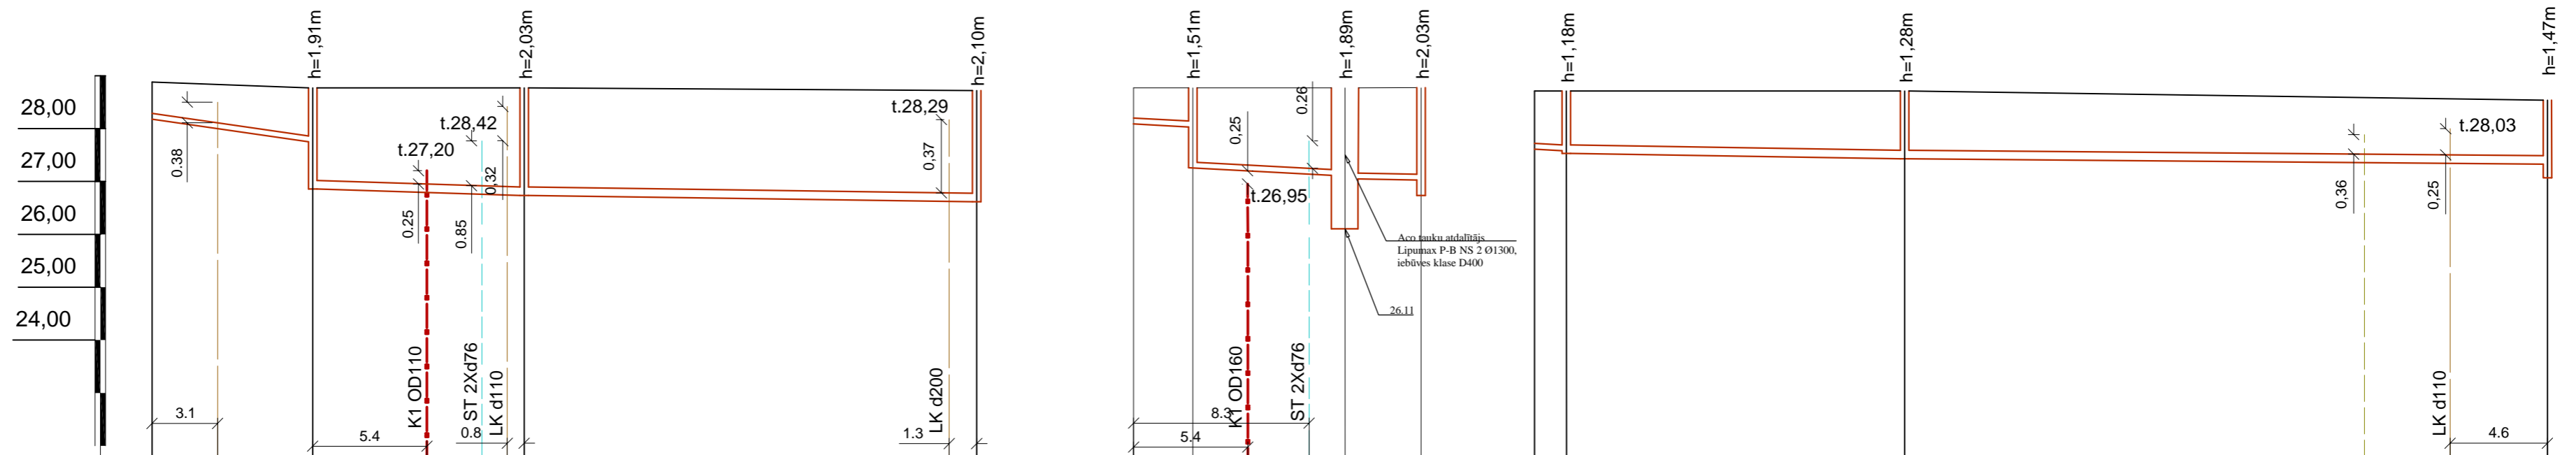 28,00
27,00
26,00
25,00
24,00
h=1,91m
h=2,03m
h=2,10m
0.38
t.27,20
t.28,42
0,32
0.25
0.85
t.28,29
0,37
K1 OD110
ST 2Xd76
LK d110
LK d200
3.1
5.4
0.8
1.3
h=1,51m
h=1,89m
h=2,03m
0,25
0.26
t.26,95
Aco tauku atdalītājs
Lipumax P-B NS 2 Ø1300,
iebūves klase D400
26.11
K1 OD160
ST 2Xd76
8.3
5.4
h=1,18m
h=1,28m
h=1,47m
t.28,03
0,36
0,25
LK d110
4.6